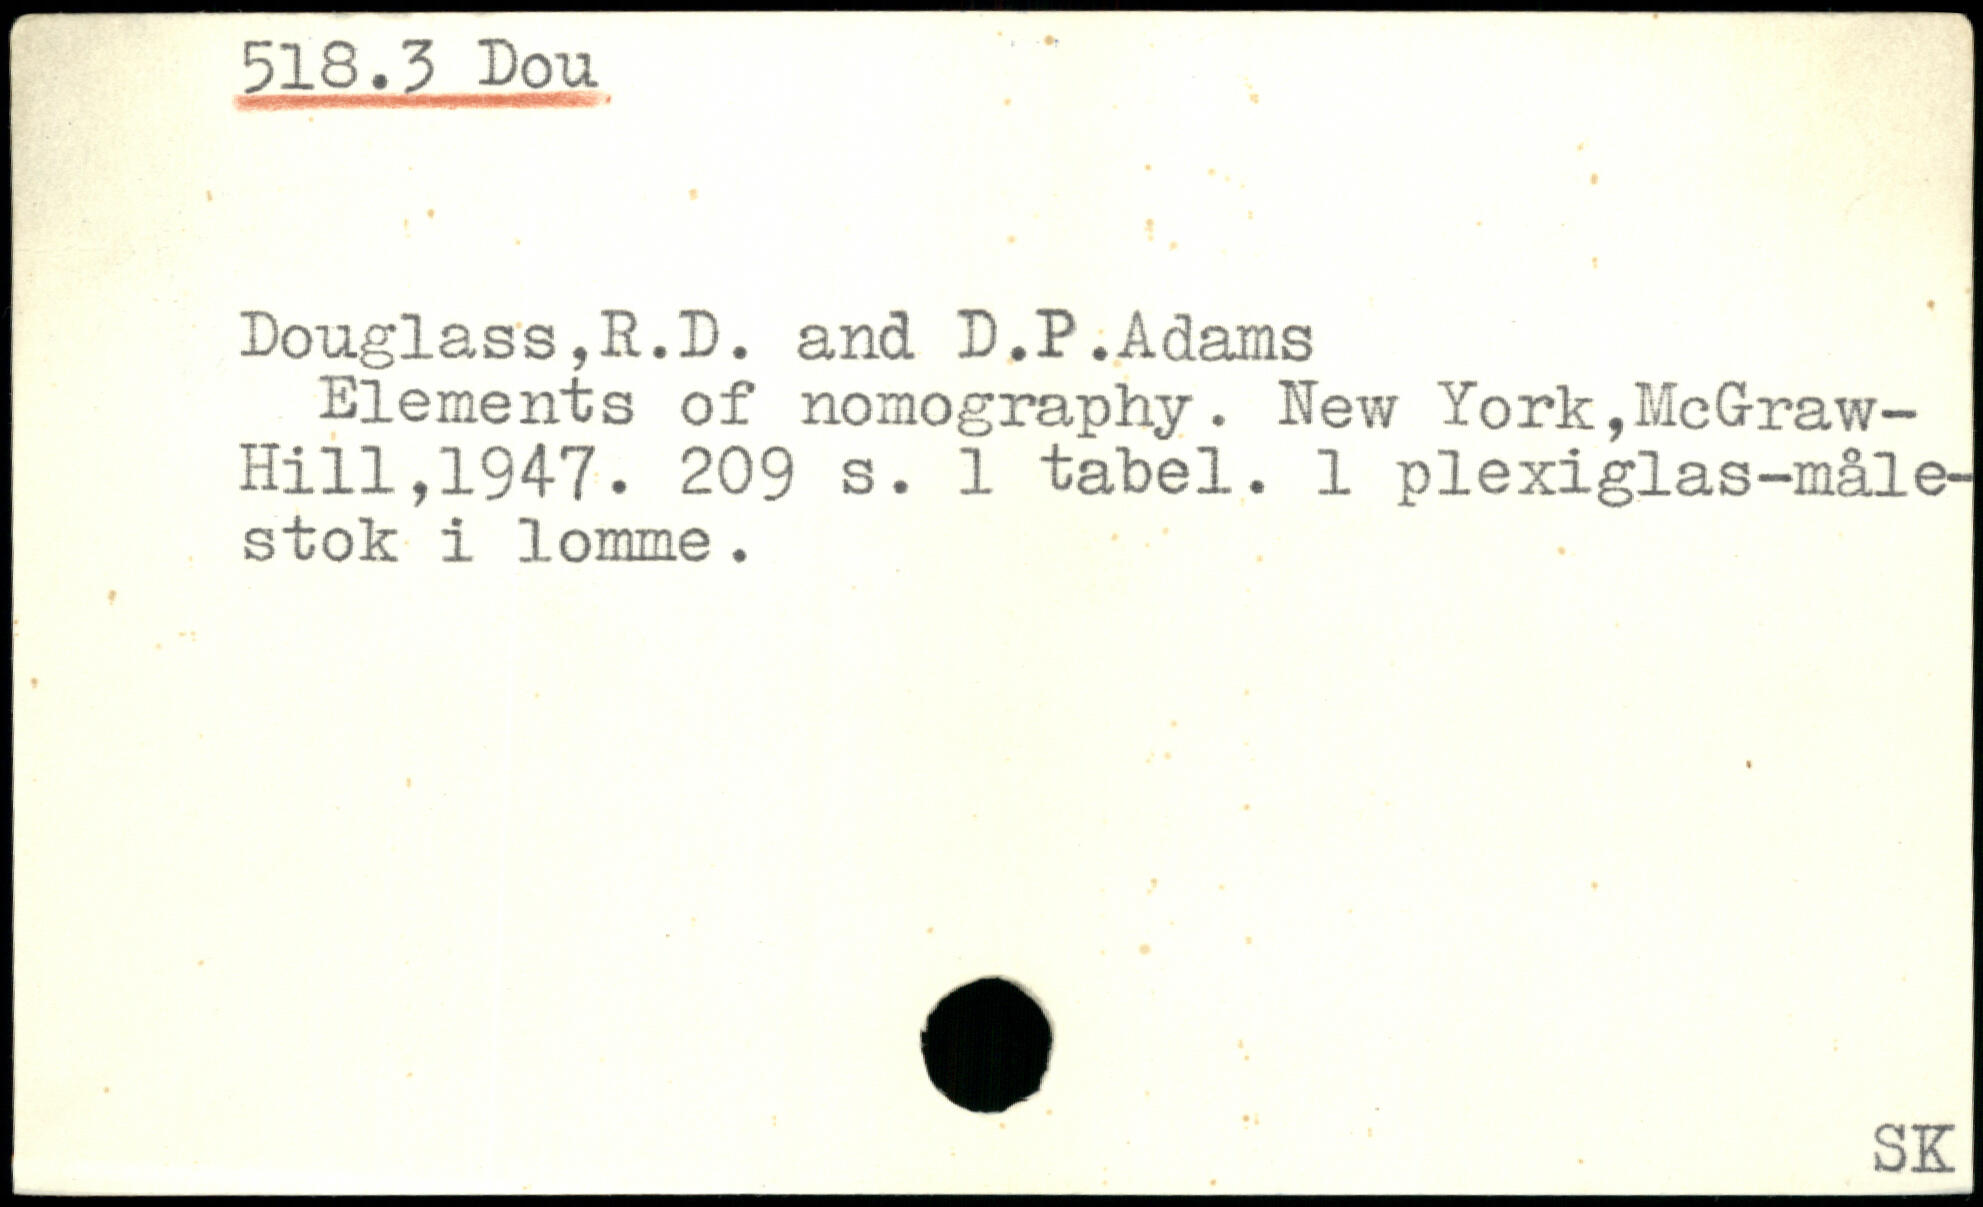 518.3 Dou
Douglass,R.D. and D.P.Adams
Elements of nomography. New York,McGraw-
Hill,1947. 209 s. 1 tabel. 1 plexiglas-måle-
stok i lomme.
SK